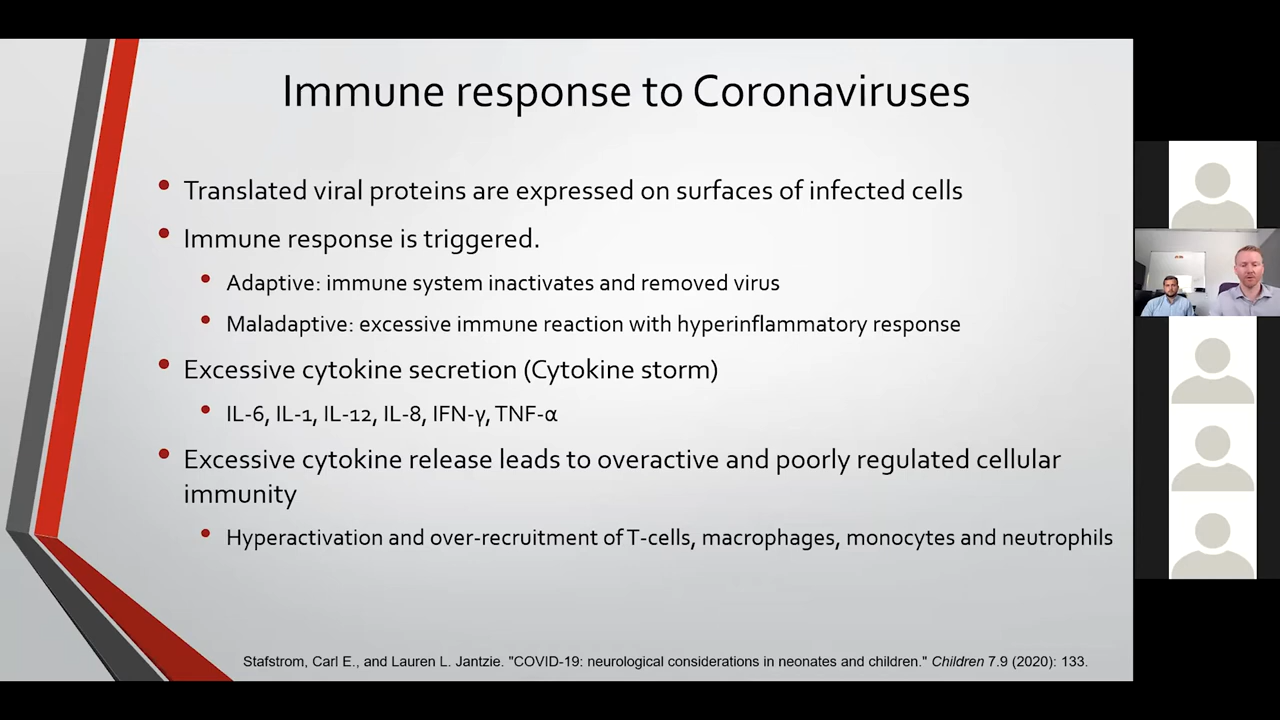 Immune response to Coronaviruses
Translated viral proteins are expressed on surfaces of infected cells
Immune response is triggered.
Adaptive: immune system inactivates and removed virus
Maladaptive: excessive immune reaction with hyperinflammatory response
Excessive cytokine secretion (Cytokine storm)
IL-6, IL-1, IL-12, IL-8, IFN-γ, TNF-α
Excessive cytokine release leads to overactive and poorly regulated cellular
immunity
Hyperactivation and over-recruitment of T-cells, macrophages, monocytes and neutrophils
Stafstrom, Carl E., and Lauren L. Jantzie. "COVID-19: neurological considerations in neonates and children." Children 7.9 (2020): 133.